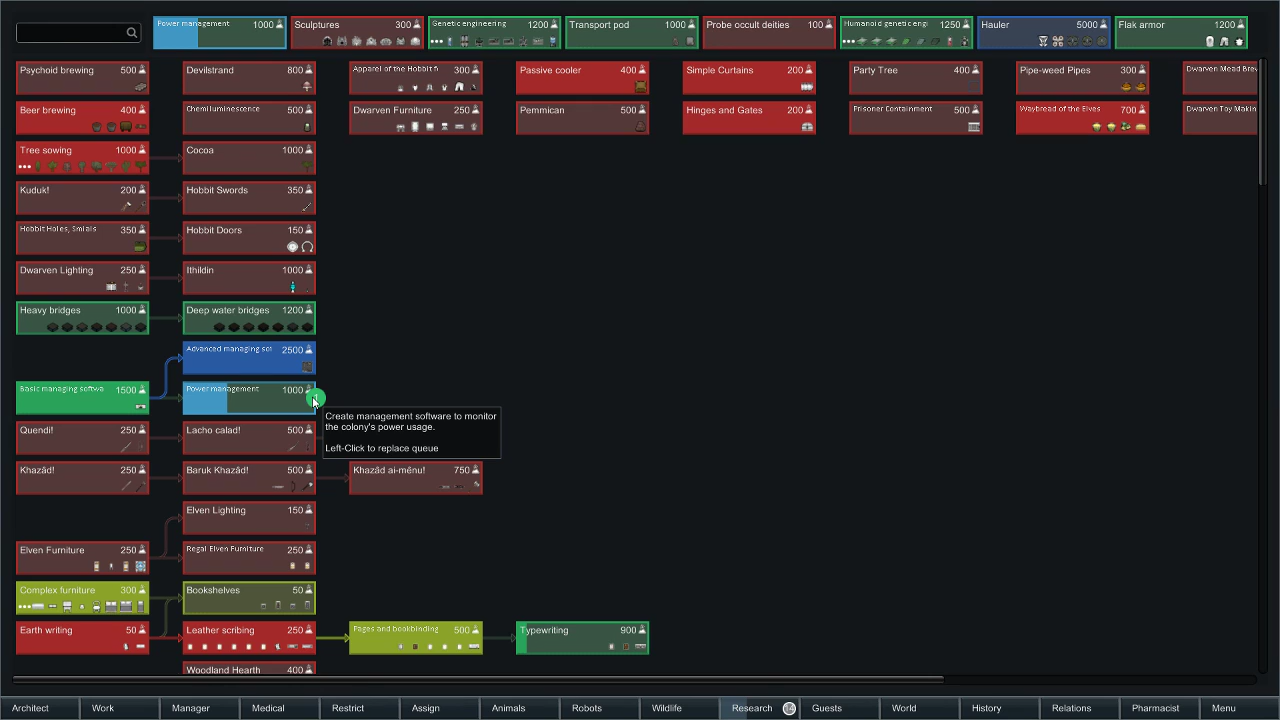 Power management 1000
Sculptures 300
Genetic engineering 1200
Transport pod 1000
Probe occult deities 100
Humanoid genetic engi 1250
Hauler 5000
Flak armor 1200
Psychoid brewing 500
Devilstrand 800
Apparel of the Hobbit f 300
Passive cooler 400
Simple Curtains 200
Party Tree 400
Pipe-weed Pipes 300
Dwarven Mead Brew
Beer brewing 400
Chemiluminescence 500
Dwarven Furniture 250
Pemmican 500
Hinges and Gates 200
Prisoner Containment 500
Waybread of the Elves 700
Dwarven Toy Makin
Tree sowing 1000
Cocoa 1000
Kuduk! 200
Hobbit Swords 350
Hobbit Holes, Smials 350
Hobbit Doors 150
Dwarven Lighting 250
Ithildin 1000
Heavy bridges 1000
Deep water bridges 1200
Advanced managing sof 2500
Basic managing softwa 1500
Power management 1000
1
Create management software to monitor
the colony's power usage.
Left-Click to replace queue
Quendi! 250
Lacho calad! 500
Khazâd! 250
Baruk Khazâd! 500
Khazâd ai-mênu! 750
Elven Lighting 150
Elven Furniture 250
Regal Elven Furniture 250
Complex furniture 300
Bookshelves 50
Earth writing 50
Leather scribing 250
Pages and bookbinding 500
Typewriting 900
Woodland Hearth 400
Architect Work Manager Medical Restrict Assign Animals Robots Wildlife Research Guests World History Relations Pharmacist Menu